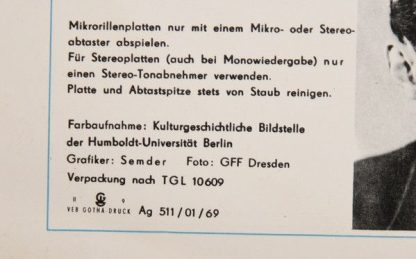 Mikrorillenplatten nur mit einem Mikro- oder Stereo-
abtaster abspielen.
Für Stereoplatten (auch bei Monowiedergabe) nur
einen Stereo-Tonabnehmer verwenden.
Platte und Abtastspitze stets von Staub reinigen.
Farbaufnahme: Kulturgeschichtliche Bildstelle
der Humboldt-Universität Berlin
Grafiker: Semder Foto: GFF Dresden
Verpackung nach TGL 10609
R 9
VEB GOTHA-DRUCK Ag 511/01/69